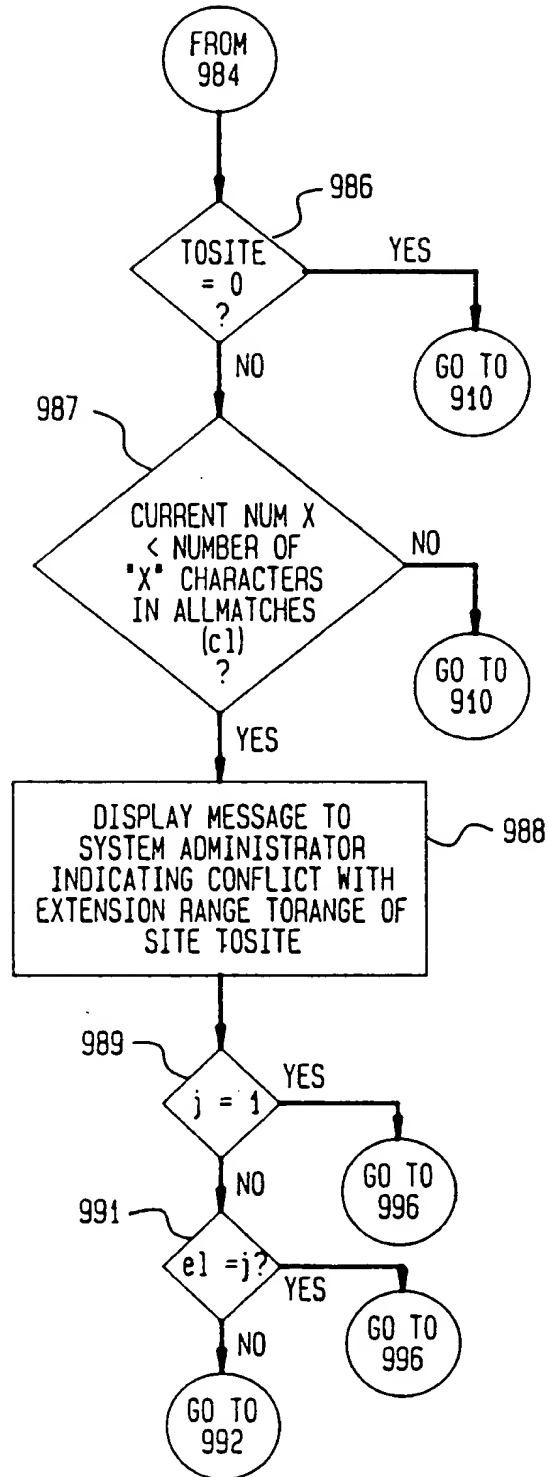 FROM
984
986
TOSITE
= 0
?
YES
GO TO
910
NO
987
CURRENT NUM X
< NUMBER OF
"X" CHARACTERS
IN ALLMATCHES
(cl)
?
NO
GO TO
910
YES
DISPLAY MESSAGE TO
SYSTEM ADMINISTRATOR
INDICATING CONFLICT WITH
EXTENSION RANGE TORANGE OF
SITE TOSITE
988
989
j = 1
YES
GO TO
996
NO
991
el =j?
YES
GO TO
996
NO
GO TO
992